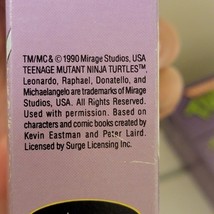 TM/MC& © 1990 Mirage Studios, USA
TEENAGE MUTANT NINJA TURTLES™,
Leonardo, Raphael, Donatello, and
Michaelangelo are trademarks of Mirage
Studios, USA. All Rights Reserved.
Used with permission. Based on
characters and comic books created by
Kevin Eastman and Peter Laird.
Licensed by Surge Licensing Inc.